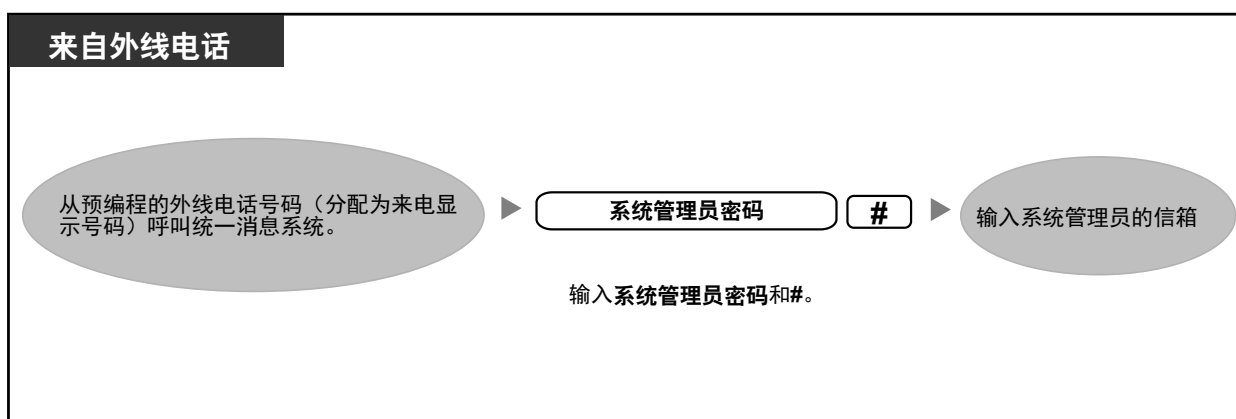 来自外线电话
从预编程的外线电话号码（分配为来电显
示号码）呼叫统一消息系统。
系统管理员密码
#
输入系统管理员的信箱
输入系统管理员密码和#。